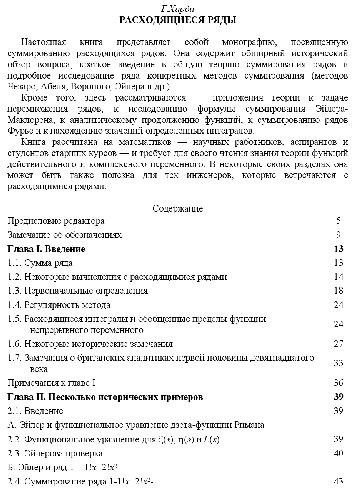 Г.Харди
РАСХОДЯЩИЕСЯ РЯДЫ
Настоящая книга представляет собой монографию, посвященную
суммированию расходящихся рядов. Она содержит обширный исторический
обзор вопроса, краткое введение в общую теорию суммирования рядов и
подробное исследование ряда конкретных методов суммирования (методов
Чезаро, Абеля, Вороного, Эйлера и др.).
Кроме того, здесь рассматриваются приложения теории к задаче
перемножения рядов, к исследованию формулы суммирования Эйлера-
Маклорена, к аналитическому продолжению функций, к суммированию рядов
Фурье и к нахождению значений определенных интегралов.
Книга рассчитана на математиков — научных работников, аспирантов и
студентов старших курсов — и требует для своего чтения знания теории функций
действительного и комплексного переменного. В некоторых своих разделах она
может быть также полезна для тех инженеров, которые встречаются с
расходящимися рядами.
Содержание
Предисловие редактора 5
Замечание об обозначениях 9
Глава I. Введение 13
1.1. Сумма ряда 13
1.2. Некоторые вычисления с расходящимися рядами 14
1.3. Первоначальные определения 18
1.4. Регулярность метода 24
1.5. Расходящиеся интегралы и обобщенные пределы функции
непрерывного переменного 24
1.6. Некоторые исторические замечания 27
1.7. Замечания о британских аналитиках первой половины девятнадцатого
века 33
Примечания к главе I 36
Глава II. Несколько исторических примеров 39
2.1. Введение 39
А. Эйлер и функциональное уравнение дзета-функции Римана
2.2. Функциональное уравнение для ζ(s), η(s) и L(s) 39
2.3. Эйлерова проверка 40
Б. Эйлер и ряд 1 - 1!x + 2!x²
2.4. Суммирование ряда 1-1!x+2!x²- 43